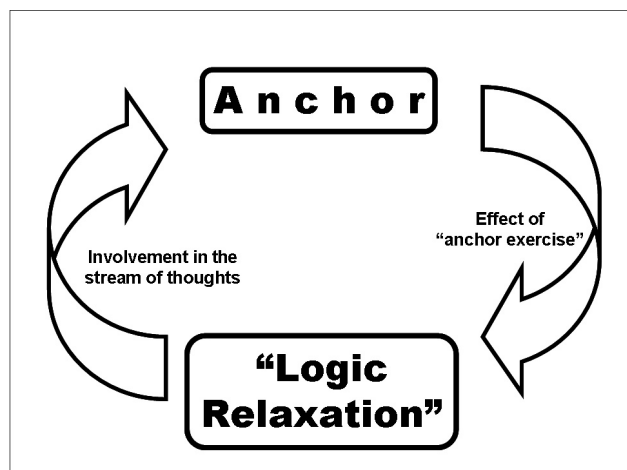 Anchor
Effect of
“anchor exercise”
Involvement in the
stream of thoughts
“Logic
Relaxation”